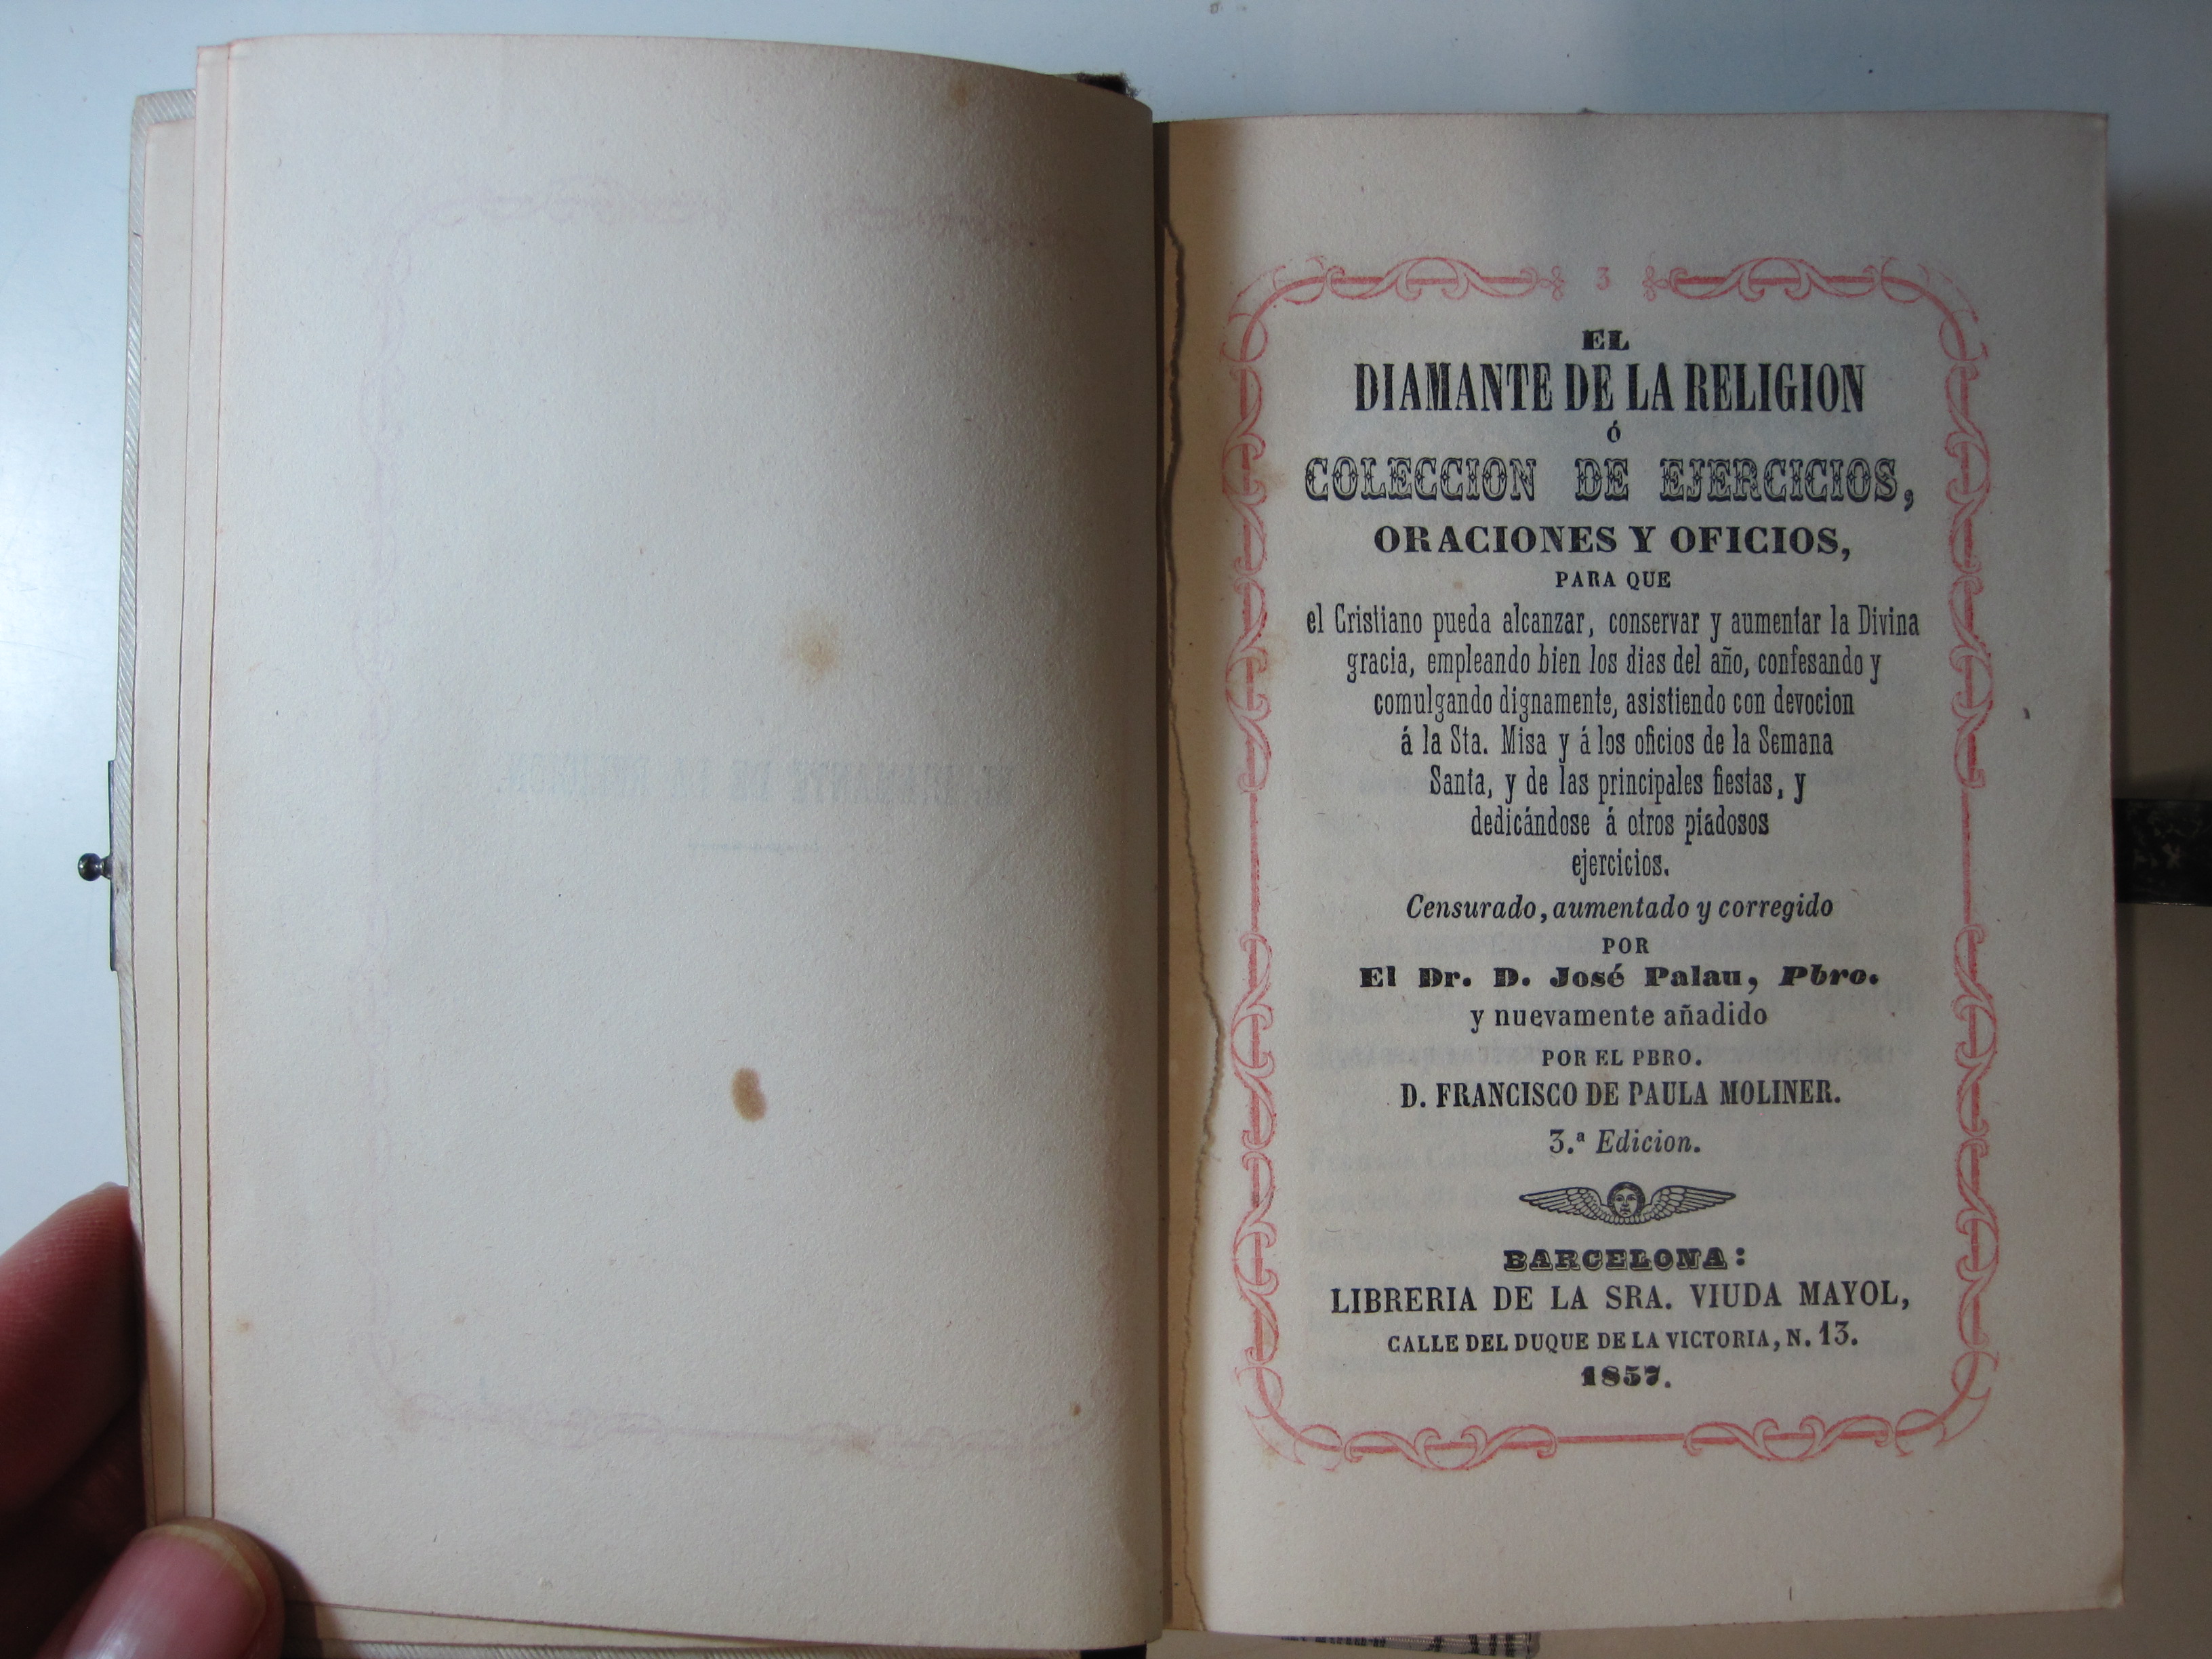 3
EL
DIAMANTE DE LA RELIGION
ó
COLECCION DE EJERCICIOS,
ORACIONES Y OFICIOS,
PARA QUE
el Cristiano pueda alcanzar, conservar y aumentar la Divina
gracia, empleando bien los dias del año, confesando y
comulgando dignamente, asistiendo con devocion
á la Sta. Misa y á los oficios de la Semana
Santa, y de las principales fiestas, y
dedicándose á otros piadosos
ejercicios.
Censurado, aumentado y corregido
POR
El Dr. D. José Palau, Pbro.
y nuevamente añadido
POR EL PBRO.
D. FRANCISCO DE PAULA MOLINER.
3.ª Edicion.
BARCELONA:
LIBRERIA DE LA SRA. VIUDA MAYOL,
CALLE DEL DUQUE DE LA VICTORIA, N. 13.
1857.